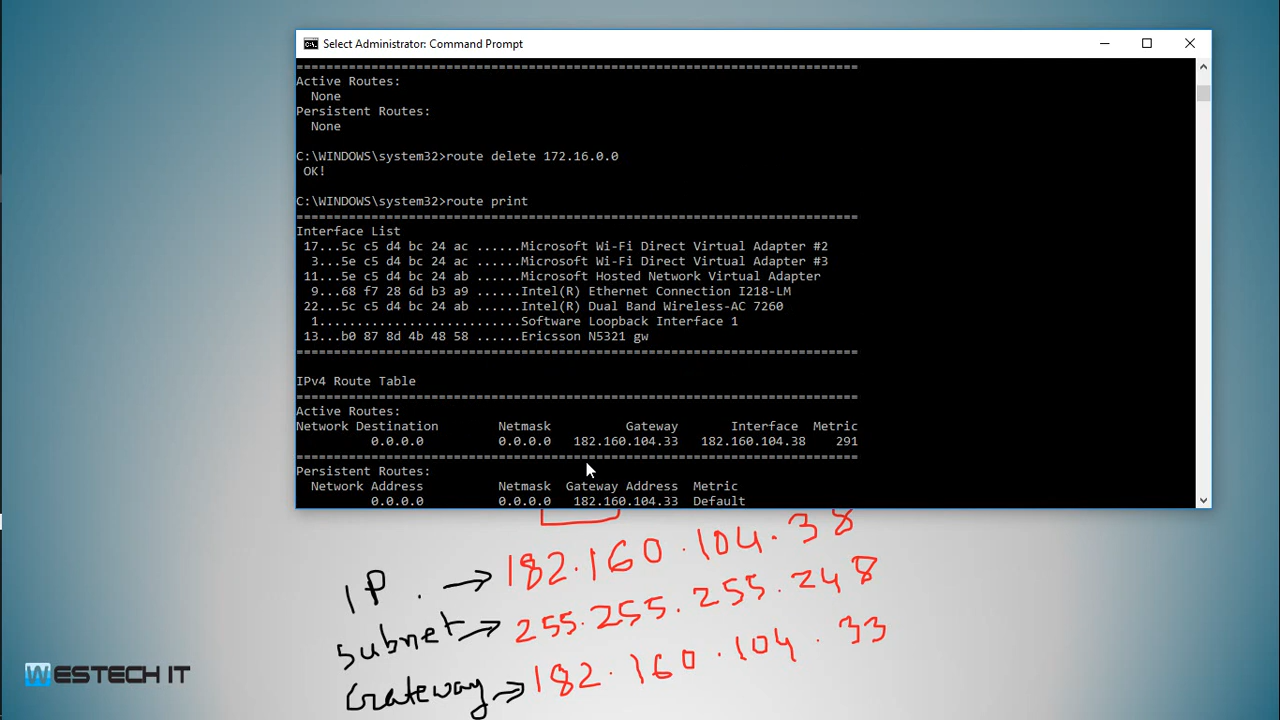 Select Administrator: Command Prompt
===========================================================================
Active Routes:
None
Persistent Routes:
None
C:\WINDOWS\system32>route delete 172.16.0.0
OK!
C:\WINDOWS\system32>route print
===========================================================================
Interface List
17...5c c5 d4 bc 24 ac ......Microsoft Wi-Fi Direct Virtual Adapter #2
3...5e c5 d4 bc 24 ac ......Microsoft Wi-Fi Direct Virtual Adapter #3
11...5c c5 d4 bc 24 ab ......Microsoft Hosted Network Virtual Adapter
9...68 f7 28 6d b3 a9 ......Intel(R) Ethernet Connection I218-LM
22...5c c5 d4 bc 24 ab ......Intel(R) Dual Band Wireless-AC 7260
1...........................Software Loopback Interface 1
13...b0 87 8d 4b 48 58 ......Ericsson N5321 gw
===========================================================================
IPv4 Route Table
===========================================================================
Active Routes:
Network Destination Netmask Gateway Interface Metric
0.0.0.0 0.0.0.0 182.160.104.33 182.160.104.38 291
===========================================================================
Persistent Routes:
Network Address Netmask Gateway Address Metric
0.0.0.0 0.0.0.0 182.160.104.33 Default
IP. → 182.160.104.38
Subnet → 255.255.255.248
Gateway → 182.160.104.33
WESTECH IT